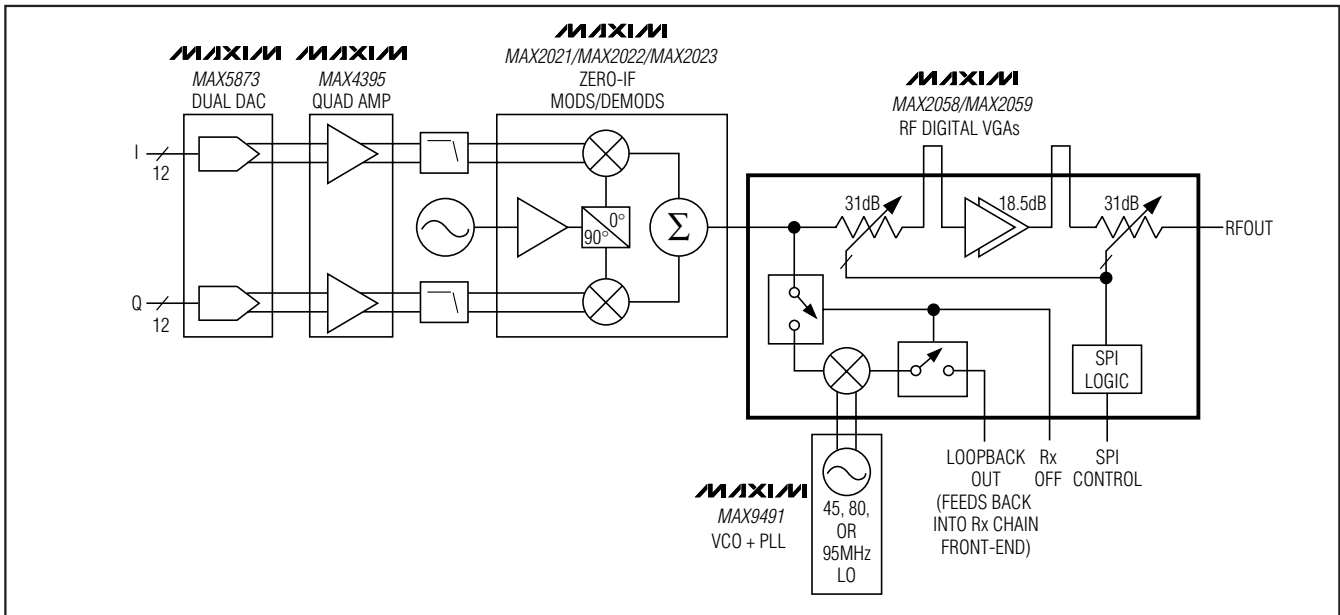 MAXIM
MAX5873
DUAL DAC
MAXIM
MAX4395
QUAD AMP
MAXIM
MAX2021/MAX2022/MAX2023
ZERO-IF
MODS/DEMODS
MAXIM
MAX2058/MAX2059
RF DIGITAL VGAs
I
12
Q
12
0°
90°
Σ
31dB
18.5dB
31dB
RFOUT
SPI
LOGIC
MAXIM
MAX9491
VCO + PLL
45, 80,
OR
95MHz
LO
LOOPBACK
OUT
(FEEDS BACK
INTO Rx CHAIN
FRONT-END)
Rx
OFF
SPI
CONTROL